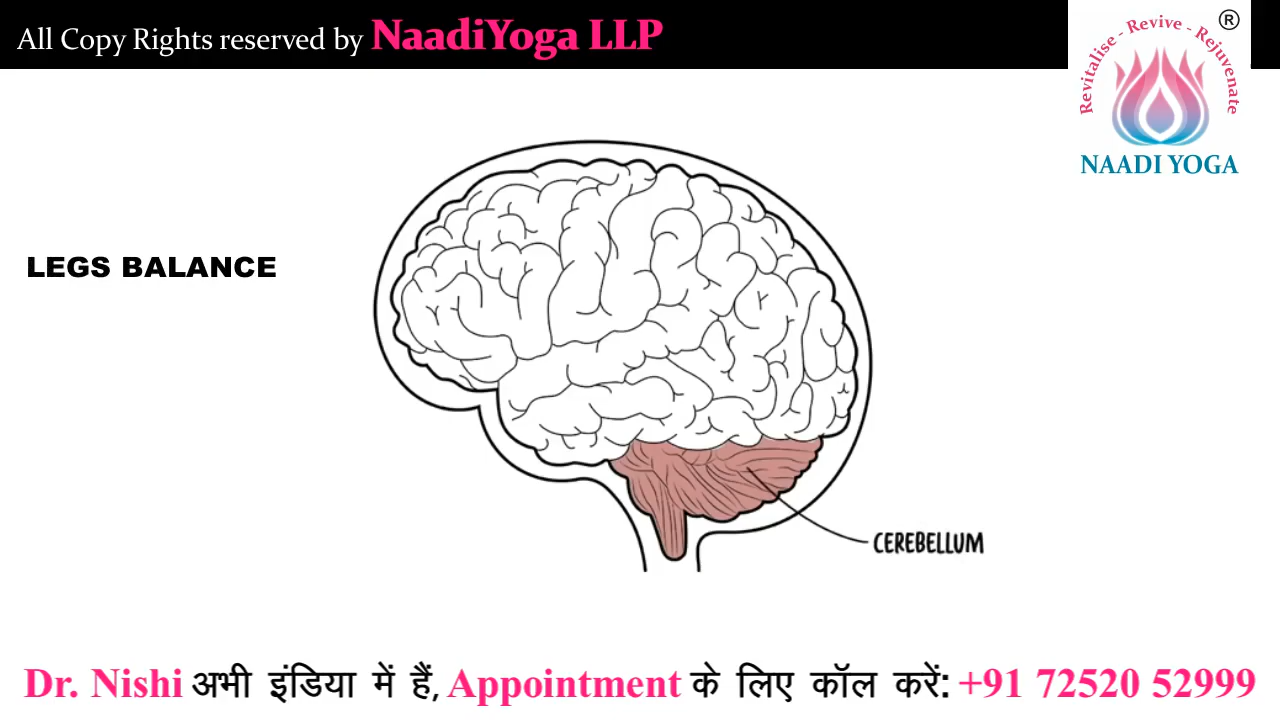 All Copy Rights reserved by NaadiYoga LLP
Revitalise - Revive - Rejuvenate ®
NAADI YOGA
LEGS BALANCE
CEREBELLUM
Dr. Nishi अभी इंडिया में हैं, Appointment के लिए कॉल करें: +91 72520 52999